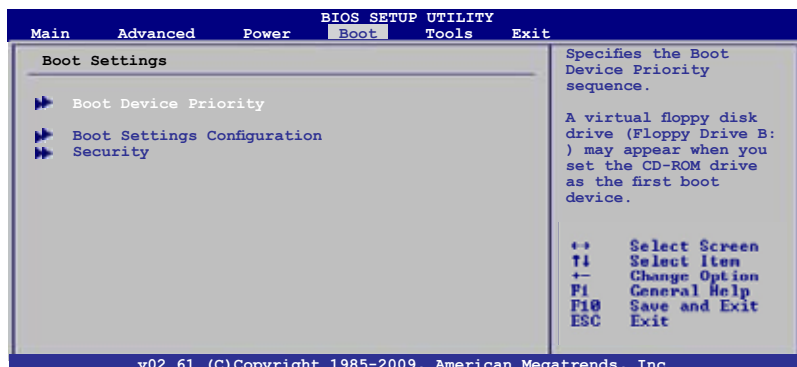 BIOS SETUP UTILITY
Main Advanced Power Boot Tools Exit
Boot Settings
Boot Device Priority
Boot Settings Configuration
Security
Specifies the Boot
Device Priority
sequence.
A virtual floppy disk
drive (Floppy Drive B:
) may appear when you
set the CD-ROM drive
as the first boot
device.
↔ Select Screen
↑↓ Select Item
+- Change Option
F1 General Help
F10 Save and Exit
ESC Exit
v02.61 (C)Copyright 1985-2009, American Megatrends, Inc.